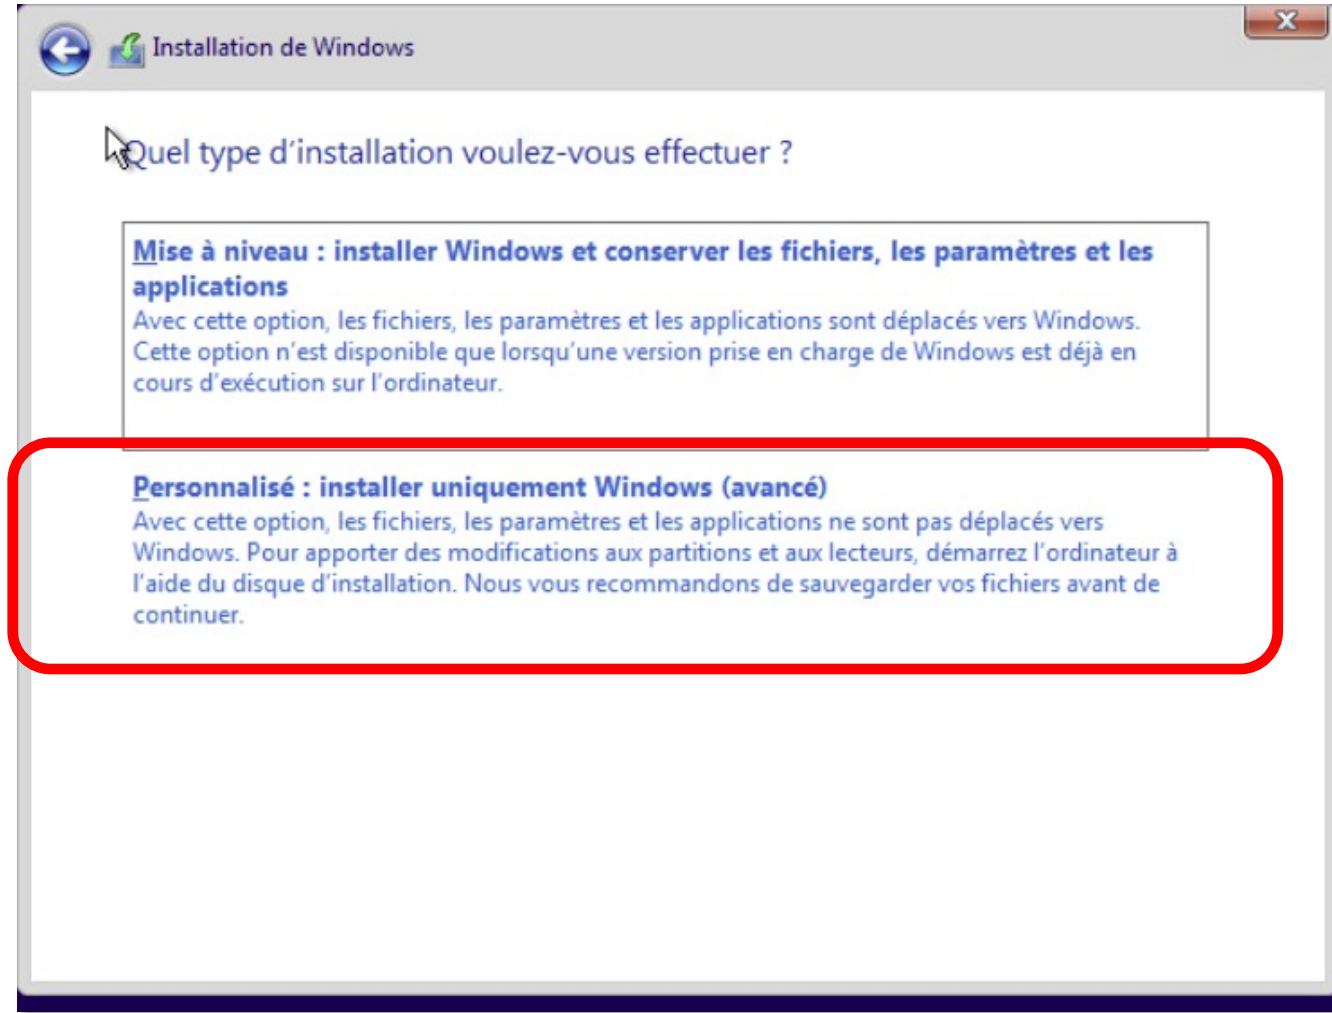 Installation de Windows
Quel type d’installation voulez-vous effectuer ?
Mise à niveau : installer Windows et conserver les fichiers, les paramètres et les
applications
Avec cette option, les fichiers, les paramètres et les applications sont déplacés vers Windows.
Cette option n’est disponible que lorsqu’une version prise en charge de Windows est déjà en
cours d’exécution sur l’ordinateur.
Personnalisé : installer uniquement Windows (avancé)
Avec cette option, les fichiers, les paramètres et les applications ne sont pas déplacés vers
Windows. Pour apporter des modifications aux partitions et aux lecteurs, démarrez l’ordinateur à
l’aide du disque d’installation. Nous vous recommandons de sauvegarder vos fichiers avant de
continuer.